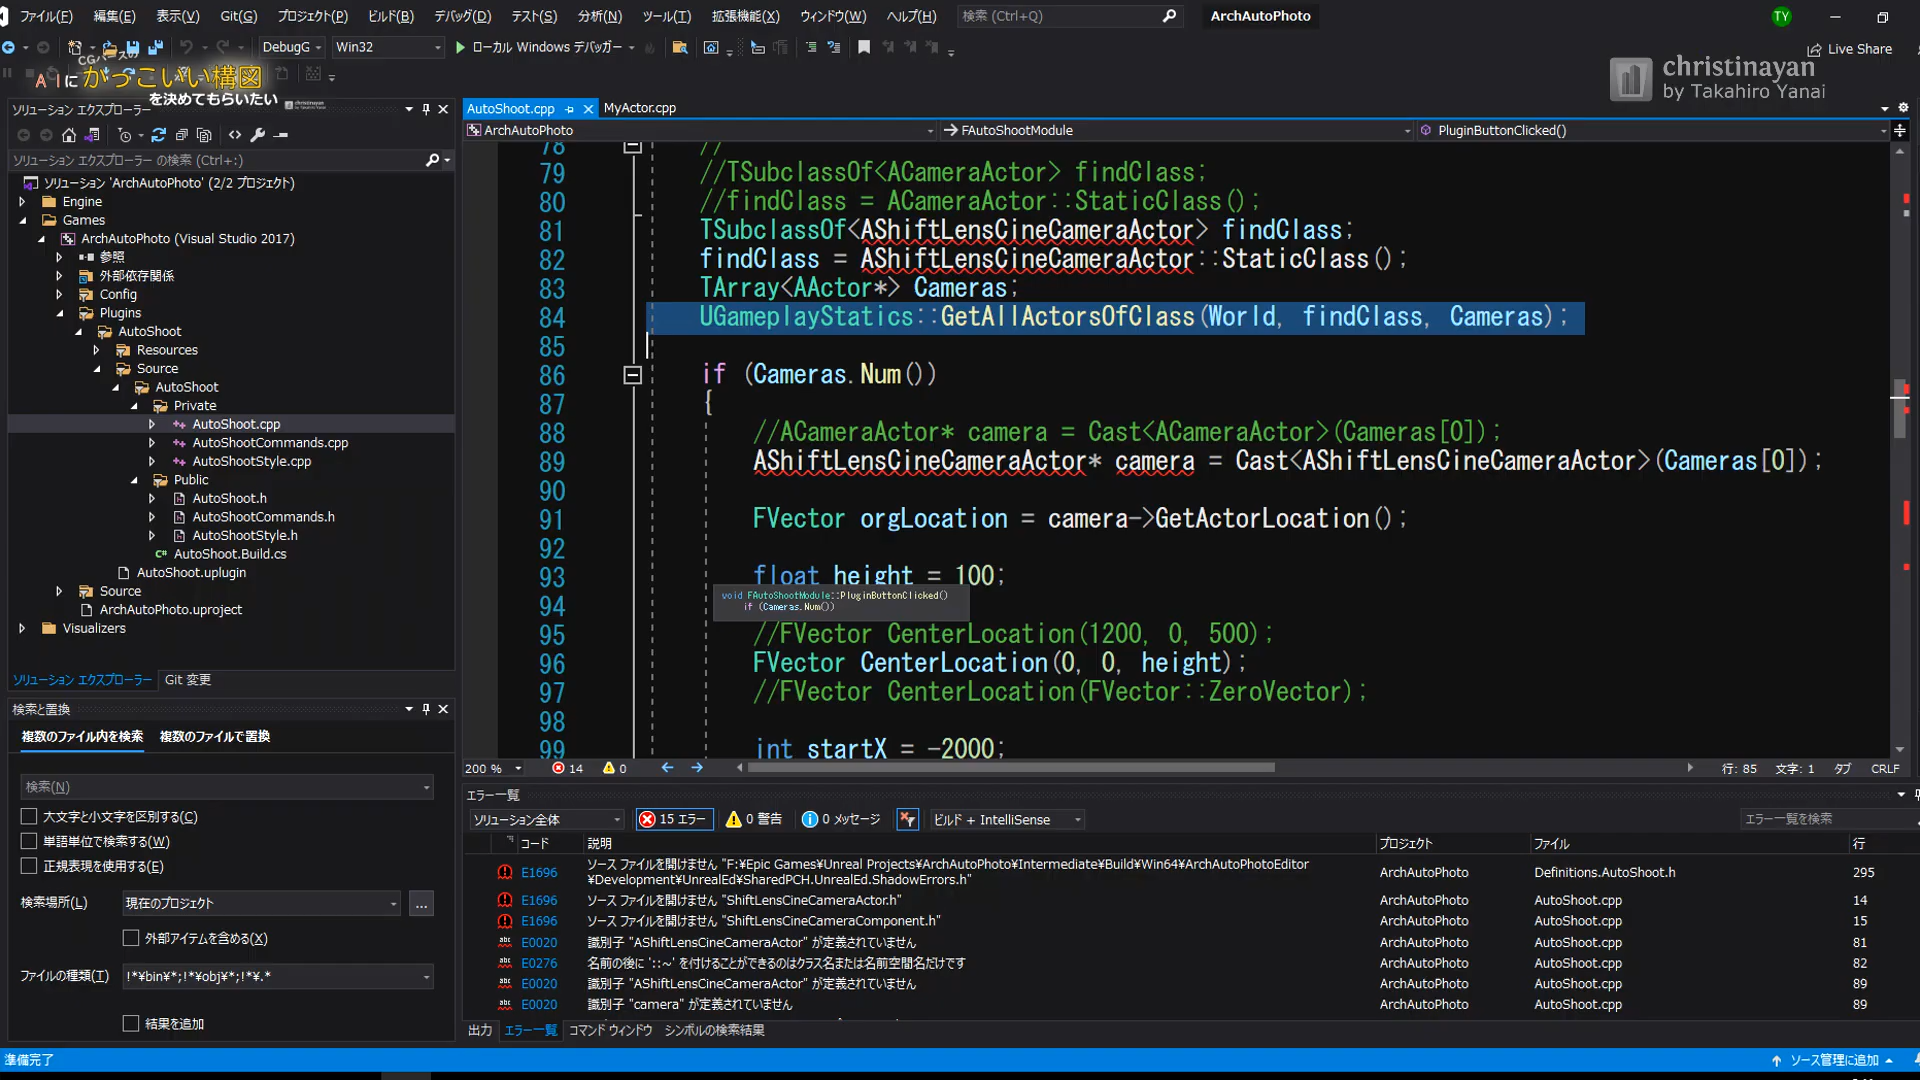 ファイル(F) 編集(E) 表示(V) Git(G) プロジェクト(P) ビルド(B) デバッグ(D) テスト(S) 分析(N) ツール(T) 拡張機能(X) ウィンドウ(W) ヘルプ(H) 検索 (Ctrl+Q) ArchAutoPhoto TY
DebugG Win32 ローカル Windows デバッガー Live Share
CGパースの
AIにかっこいい構図
を決めてもらいたい
christinayan
christinayan
by Takahiro Yanai
ソリューション エクスプローラー
ソリューション エクスプローラー の検索 (Ctrl+:)
ソリューション 'ArchAutoPhoto' (2/2 プロジェクト)
Engine
Games
ArchAutoPhoto (Visual Studio 2017)
参照
外部依存関係
Config
Plugins
AutoShoot
Resources
Source
AutoShoot
Private
AutoShoot.cpp
AutoShootCommands.cpp
AutoShootStyle.cpp
Public
AutoShoot.h
AutoShootCommands.h
AutoShootStyle.h
AutoShoot.Build.cs
AutoShoot.uplugin
Source
ArchAutoPhoto.uproject
Visualizers
ソリューション エクスプローラー Git 変更
検索と置換
複数のファイル内を検索 複数のファイルで置換
検索(N)
大文字と小文字を区別する(C)
単語単位で検索する(W)
正規表現を使用する(E)
検索場所(L) 現在のプロジェクト ...
外部アイテムを含める(X)
ファイルの種類(T) !*¥bin¥*;!*¥obj¥*;!*¥.*
結果を追加
AutoShoot.cpp MyActor.cpp
ArchAutoPhoto FAutoShootModule PluginButtonClicked()
78 //
79 //TSubclassOf<ACameraActor> findClass;
80 //findClass = ACameraActor::StaticClass();
81 TSubclassOf<AShiftLensCineCameraActor> findClass;
82 findClass = AShiftLensCineCameraActor::StaticClass();
83 TArray<AActor*> Cameras;
84 UGameplayStatics::GetAllActorsOfClass(World, findClass, Cameras);
85
86 if (Cameras.Num())
87 {
88 //ACameraActor* camera = Cast<ACameraActor>(Cameras[0]);
89 AShiftLensCineCameraActor* camera = Cast<AShiftLensCineCameraActor>(Cameras[0]);
90
91 FVector orgLocation = camera->GetActorLocation();
92
93 float height = 100;
void FAutoShootModule::PluginButtonClicked()
if (Cameras.Num())
94
95 //FVector CenterLocation(1200, 0, 500);
96 FVector CenterLocation(0, 0, height);
97 //FVector CenterLocation(FVector::ZeroVector);
98
99 int startX = -2000;
200 % 14 0 行: 85 文字: 1 タブ CRLF
エラー一覧
ソリューション全体 15 エラー 0 警告 0 メッセージ ビルド + IntelliSense エラー一覧を検索
コード 説明 プロジェクト ファイル 行
E1696 ソース ファイルを開けません "F:¥Epic Games¥Unreal Projects¥ArchAutoPhoto¥Intermediate¥Build¥Win64¥ArchAutoPhotoEditor
¥Development¥UnrealEd¥SharedPCH.UnrealEd.ShadowErrors.h" ArchAutoPhoto Definitions.AutoShoot.h 295
E1696 ソース ファイルを開けません "ShiftLensCineCameraActor.h" ArchAutoPhoto AutoShoot.cpp 14
E1696 ソース ファイルを開けません "ShiftLensCineCameraComponent.h" ArchAutoPhoto AutoShoot.cpp 15
E0020 識別子 "AShiftLensCineCameraActor" が定義されていません ArchAutoPhoto AutoShoot.cpp 81
E0276 名前の後に '::~' を付けることができるのはクラス名または名前空間名だけです ArchAutoPhoto AutoShoot.cpp 82
E0020 識別子 "AShiftLensCineCameraActor" が定義されていません ArchAutoPhoto AutoShoot.cpp 89
E0020 識別子 "camera" が定義されていません ArchAutoPhoto AutoShoot.cpp 89
出力 エラー一覧 コマンド ウィンドウ シンボルの検索結果
準備完了 ソース管理に追加